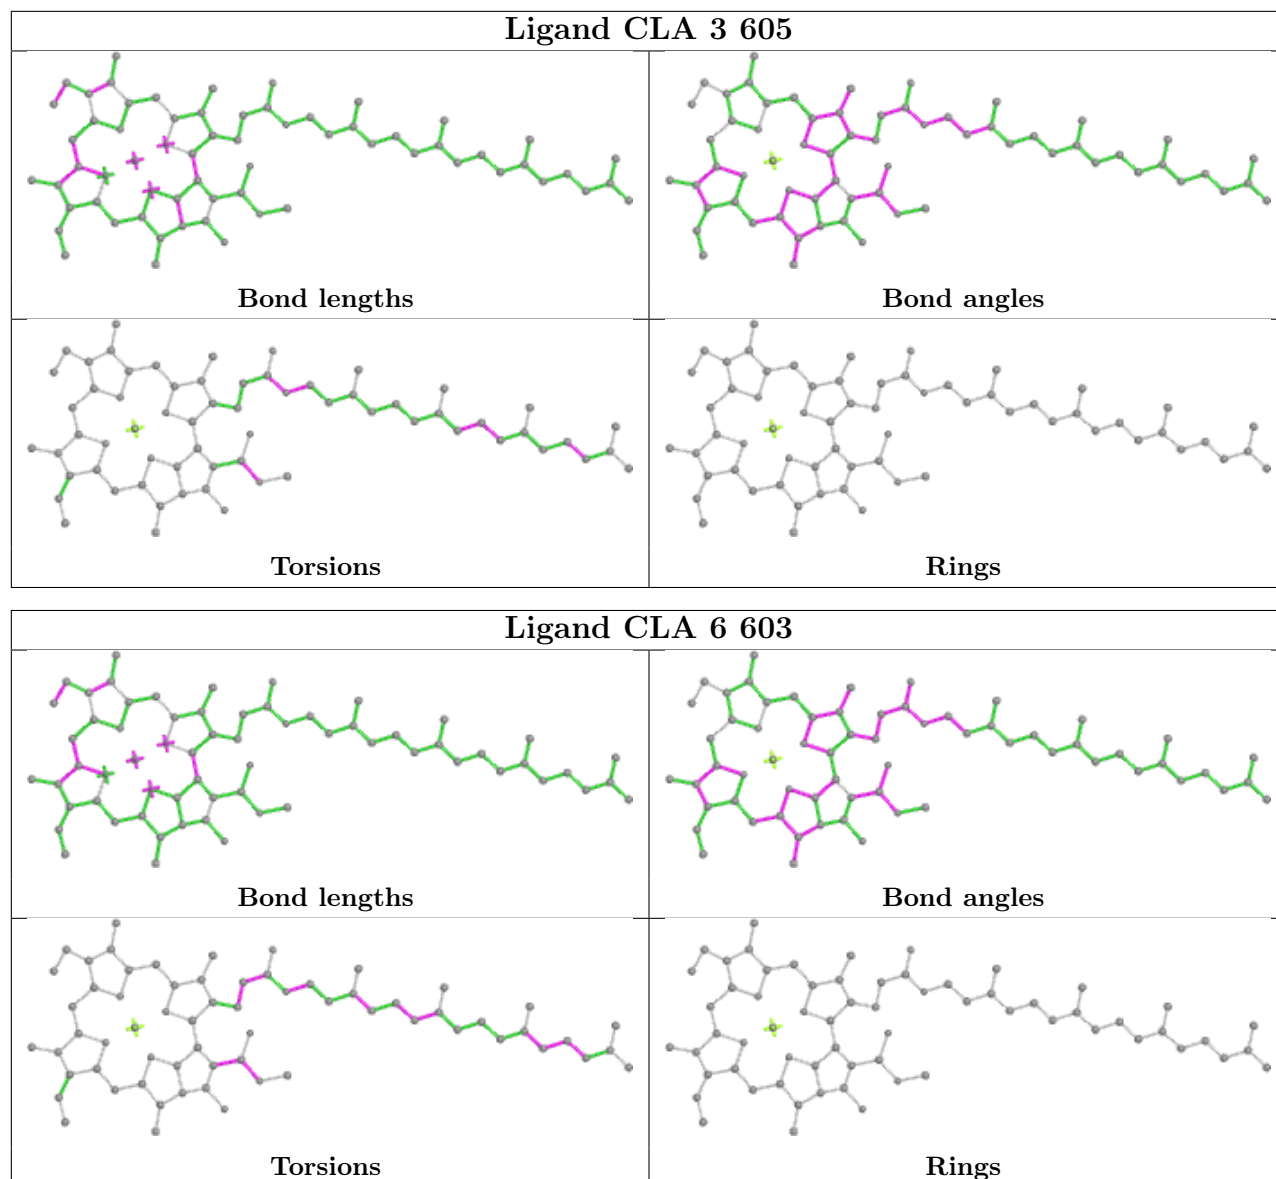 Ligand CLA 3 605
Bond lengths
Bond angles
Torsions
Rings
Ligand CLA 6 603
Bond lengths
Bond angles
Torsions
Rings